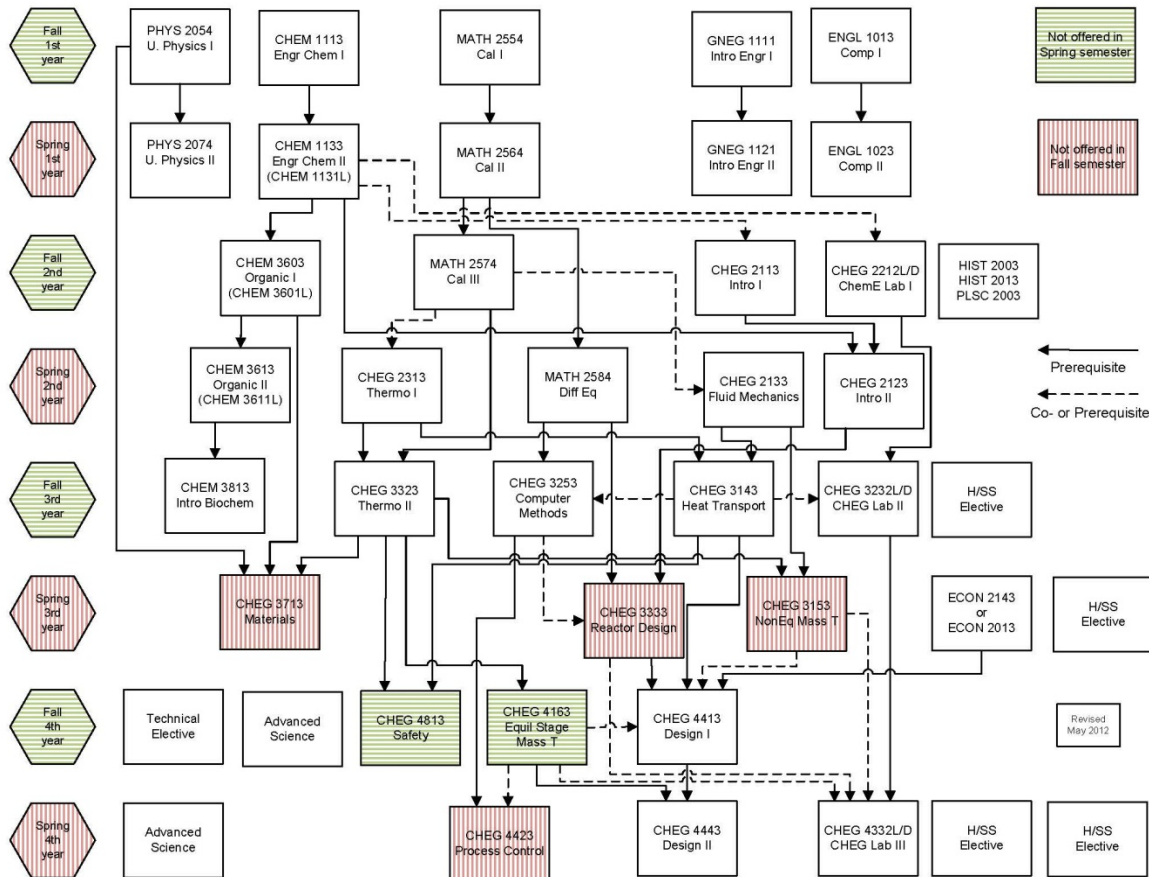 Fall
1st
year
PHYS 2054
U. Physics I
CHEM 1113
Engr Chem I
MATH 2554
Cal I
GNEG 1111
Intro Engr I
ENGL 1013
Comp I
Not offered in
Spring semester
Spring
1st
year
PHYS 2074
U. Physics II
CHEM 1133
Engr Chem II
(CHEM 1131L)
MATH 2564
Cal II
GNEG 1121
Intro Engr II
ENGL 1023
Comp II
Not offered in
Fall semester
Fall
2nd
year
CHEM 3603
Organic I
(CHEM 3601L)
MATH 2574
Cal III
CHEG 2113
Intro I
CHEG 2212L/D
ChemE Lab I
HIST 2003
HIST 2013
PLSC 2003
Spring
2nd
year
CHEM 3613
Organic II
(CHEM 3611L)
CHEG 2313
Thermo I
MATH 2584
Diff Eq
CHEG 2133
Fluid Mechanics
CHEG 2123
Intro II
Prerequisite
Co- or Prerequisite
Fall
3rd
year
CHEM 3813
Intro Biochem
CHEG 3323
Thermo II
CHEG 3253
Computer
Methods
CHEG 3143
Heat Transport
CHEG 3232L/D
CHEG Lab II
H/SS
Elective
Spring
3rd
year
CHEG 3713
Materials
CHEG 3333
Reactor Design
CHEG 3153
NonEq Mass T
ECON 2143
or
ECON 2013
H/SS
Elective
Fall
4th
year
Technical
Elective
Advanced
Science
CHEG 4813
Safety
CHEG 4163
Equil Stage
Mass T
CHEG 4413
Design I
Revised
May 2012
Spring
4th
year
Advanced
Science
CHEG 4423
Process Control
CHEG 4443
Design II
CHEG 4332L/D
CHEG Lab III
H/SS
Elective
H/SS
Elective